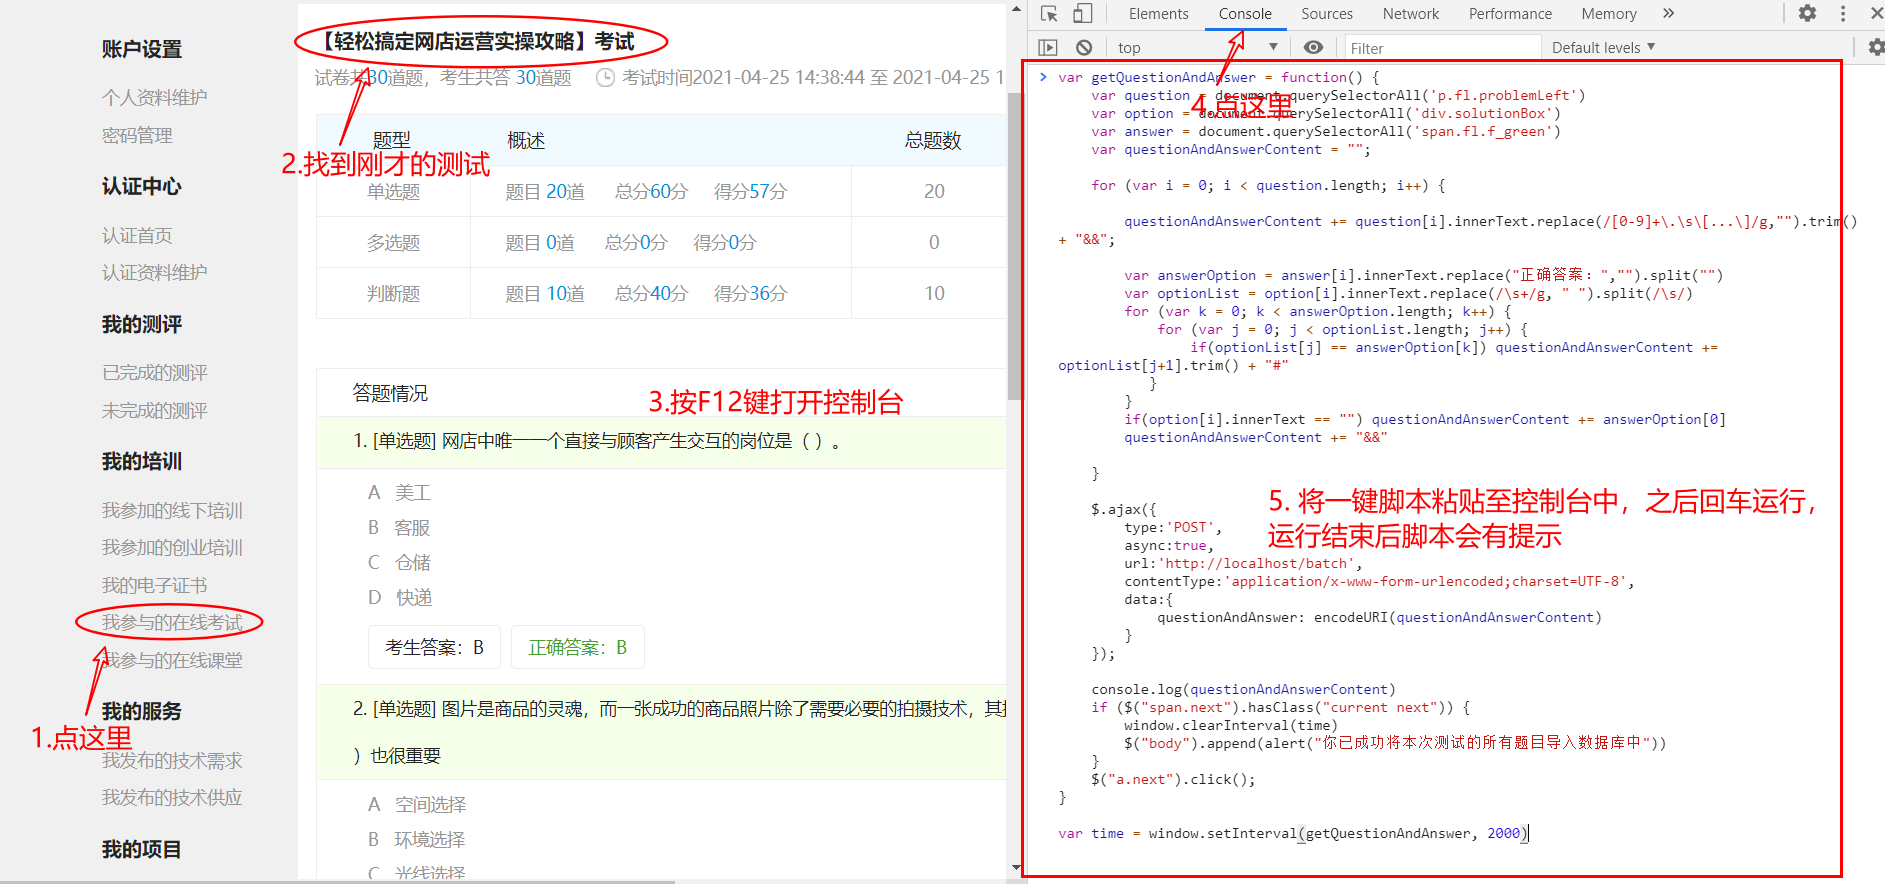 账户设置
个人资料维护
密码管理
认证中心
认证首页
认证资料维护
我的测评
已完成的测评
未完成的测评
我的培训
我参加的线下培训
我参加的创业培训
我的电子证书
我参与的在线考试
我参与的在线课堂
我的服务
1.点这里
我发布的技术需求
我发布的技术供应
我的项目
【轻松搞定网店运营实操攻略】考试
试卷共30道题，考生共答 30道题 考试时间2021-04-25 14:38:44 至 2021-04-25 1
题型 概述 总题数
2.找到刚才的测试
单选题 题目 20道 总分60分 得分57分 20
多选题 题目 0道 总分0分 得分0分 0
判断题 题目 10道 总分40分 得分36分 10
答题情况
3.按F12键打开控制台
1. [单选题] 网店中唯一一个直接与顾客产生交互的岗位是（ ）。
A 美工
B 客服
C 仓储
D 快递
考生答案：B 正确答案：B
2. [单选题] 图片是商品的灵魂，而一张成功的商品照片除了需要必要的拍摄技术，其
）也很重要
A 空间选择
B 环境选择
C 光线选择
Elements Console Sources Network Performance Memory
top Filter Default levels
var getQuestionAndAnswer = function() {
var question = document.querySelectorAll('p.fl.problemLeft')
4.点这里
var option = document.querySelectorAll('div.solutionBox')
var answer = document.querySelectorAll('span.fl.f_green')
var questionAndAnswerContent = "";
for (var i = 0; i < question.length; i++) {
questionAndAnswerContent += question[i].innerText.replace(/[0-9]+\.\s\[...\]/g,"").trim()
+ "&&";
var answerOption = answer[i].innerText.replace("正确答案：","").split("")
var optionList = option[i].innerText.replace(/\s+/g, " ").split(/\s/)
for (var k = 0; k < answerOption.length; k++) {
for (var j = 0; j < optionList.length; j++) {
if(optionList[j] == answerOption[k]) questionAndAnswerContent +=
optionList[j+1].trim() + "#"
}
}
if(option[i].innerText == "") questionAndAnswerContent += answerOption[0]
questionAndAnswerContent += "&&"
}
5. 将一键脚本粘贴至控制台中，之后回车运行，
运行结束后脚本会有提示
$.ajax({
type:'POST',
async:true,
url:'http://localhost/batch',
contentType:'application/x-www-form-urlencoded;charset=UTF-8',
data:{
questionAndAnswer: encodeURI(questionAndAnswerContent)
}
});
console.log(questionAndAnswerContent)
if ($("span.next").hasClass("current next")) {
window.clearInterval(time)
$("body").append(alert("你已成功将本次测试的所有题目导入数据库中"))
}
$("a.next").click();
}
var time = window.setInterval(getQuestionAndAnswer, 2000)